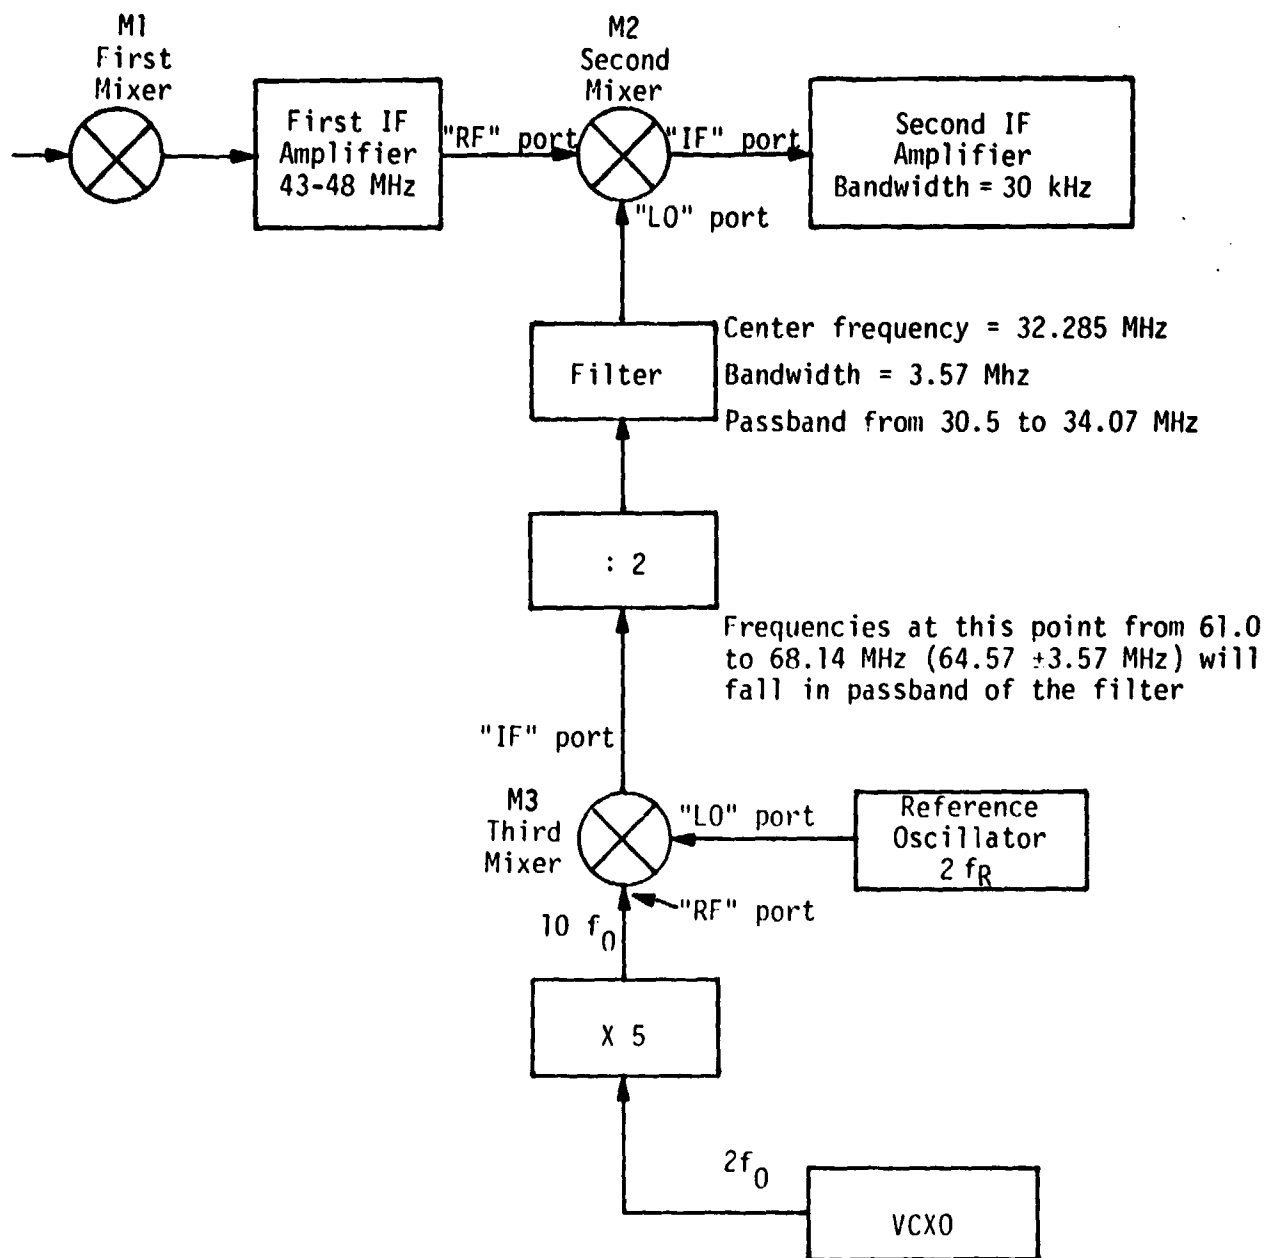 M1
First
Mixer
First IF
Amplifier
43-48 MHz
"RF" port
M2
Second
Mixer
"IF" port
Second IF
Amplifier
Bandwidth = 30 kHz
"LO" port
Filter
Center frequency = 32.285 MHz
Bandwidth = 3.57 Mhz
Passband from 30.5 to 34.07 MHz
: 2
Frequencies at this point from 61.0
to 68.14 MHz (64.57 ±3.57 MHz) will
fall in passband of the filter
"IF" port
M3
Third
Mixer
"LO" port
Reference
Oscillator
2 fR
"RF" port
10 f0
X 5
2f0
VCXO